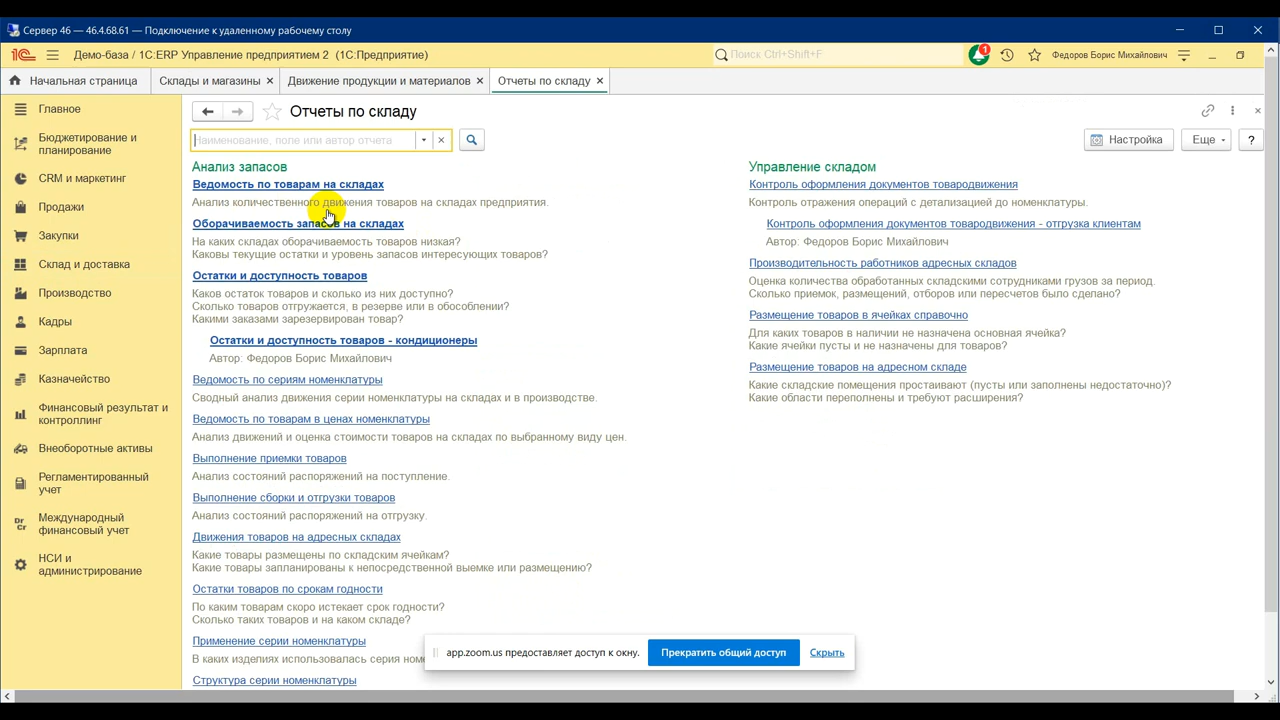 Сервер 46 — 46.4.68.61 — Подключение к удаленному рабочему столу
Демо-база / 1С:ERP Управление предприятием 2 (1С:Предприятие)
Поиск Ctrl+Shift+F
1
Федоров Борис Михайлович
Начальная страница
Склады и магазины
Движение продукции и материалов
Отчеты по складу
Главное
Бюджетирование и
планирование
CRM и маркетинг
Продажи
Закупки
Склад и доставка
Производство
Кадры
Зарплата
Казначейство
Финансовый результат и
контроллинг
Внеоборотные активы
Регламентированный
учет
Международный
финансовый учет
НСИ и
администрирование
Отчеты по складу
Наименование, поле или автор отчета
Настройка
Еще
?
Анализ запасов
Ведомость по товарам на складах
Анализ количественного движения товаров на складах предприятия.
Оборачиваемость запасов на складах
На каких складах оборачиваемость товаров низкая?
Каковы текущие остатки и уровень запасов интересующих товаров?
Остатки и доступность товаров
Каков остаток товаров и сколько из них доступно?
Сколько товаров отгружается, в резерве или в обособлении?
Какими заказами зарезервирован товар?
Остатки и доступность товаров - кондиционеры
Автор: Федоров Борис Михайлович
Ведомость по сериям номенклатуры
Сводный анализ движения серии номенклатуры на складах и в производстве.
Ведомость по товарам в ценах номенклатуры
Анализ движений и оценка стоимости товаров на складах по выбранному виду цен.
Выполнение приемки товаров
Анализ состояний распоряжений на поступление.
Выполнение сборки и отгрузки товаров
Анализ состояний распоряжений на отгрузку.
Движения товаров на адресных складах
Какие товары размещены по складским ячейкам?
Какие товары запланированы к непосредственной выемке или размещению?
Остатки товаров по срокам годности
По каким товарам скоро истекает срок годности?
Сколько таких товаров и на каком складе?
Применение серии номенклатуры
В каких изделиях использовалась серия
Структура серии номенклатуры
Управление складом
Контроль оформления документов товародвижения
Контроль отражения операций с детализацией до номенклатуры.
Контроль оформления документов товародвижения - отгрузка клиентам
Автор: Федоров Борис Михайлович
Производительность работников адресных складов
Оценка количества обработанных складскими сотрудниками грузов за период.
Сколько приемок, размещений, отборов или пересчетов было сделано?
Размещение товаров в ячейках справочно
Для каких товаров в наличии не назначена основная ячейка?
Какие ячейки пусты и не назначены для товаров?
Размещение товаров на адресном складе
Какие складские помещения простаивают (пусты или заполнены недостаточно)?
Какие области переполнены и требуют расширения?
app.zoom.us предоставляет доступ к окну.
Прекратить общий доступ
Скрыть